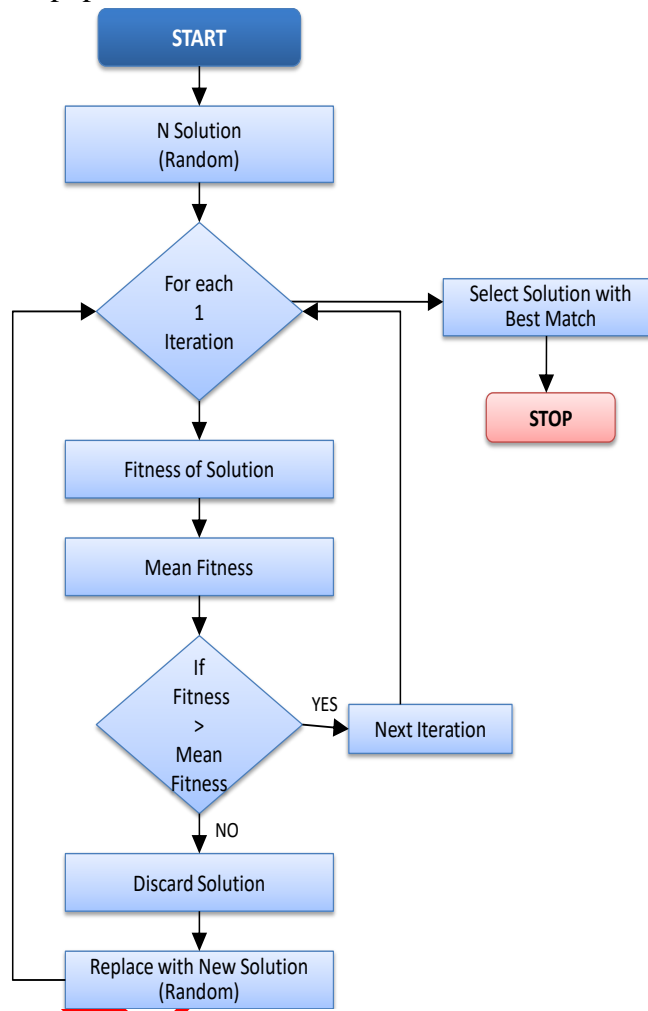 START
N Solution
(Random)
For each
1
Iteration
Select Solution with
Best Match
STOP
Fitness of Solution
Mean Fitness
If
Fitness
>
Mean
Fitness
YES
Next Iteration
NO
Discard Solution
Replace with New Solution
(Random)